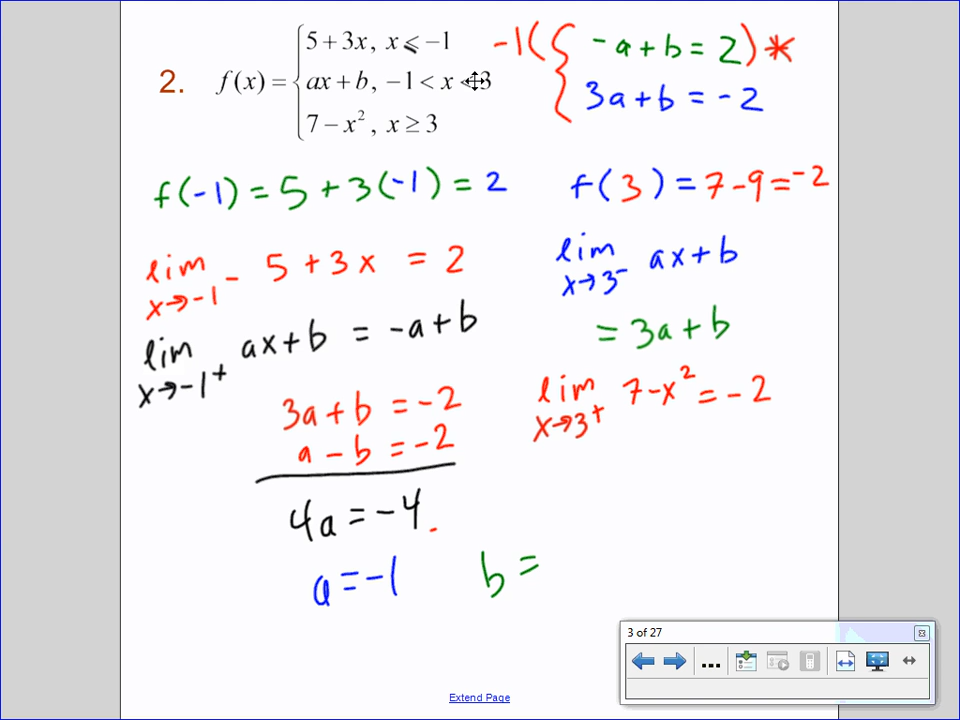 2. f(x) = { 5 + 3x, x ≤ −1
ax + b, −1 < x < 3
7 − x², x ≥ 3
-1( { -a + b = 2 ) *
3a + b = -2
f(-1) = 5 + 3(-1) = 2
f(3) = 7 - 9 = -2
lim x→-1⁻ 5 + 3x = 2
lim x→3⁻ ax + b
= 3a + b
lim x→-1⁺ ax + b = -a + b
lim x→3⁺ 7 - x² = -2
3a + b = -2
a - b = -2
4a = -4
a = -1 b =
3 of 27
...
Extend Page